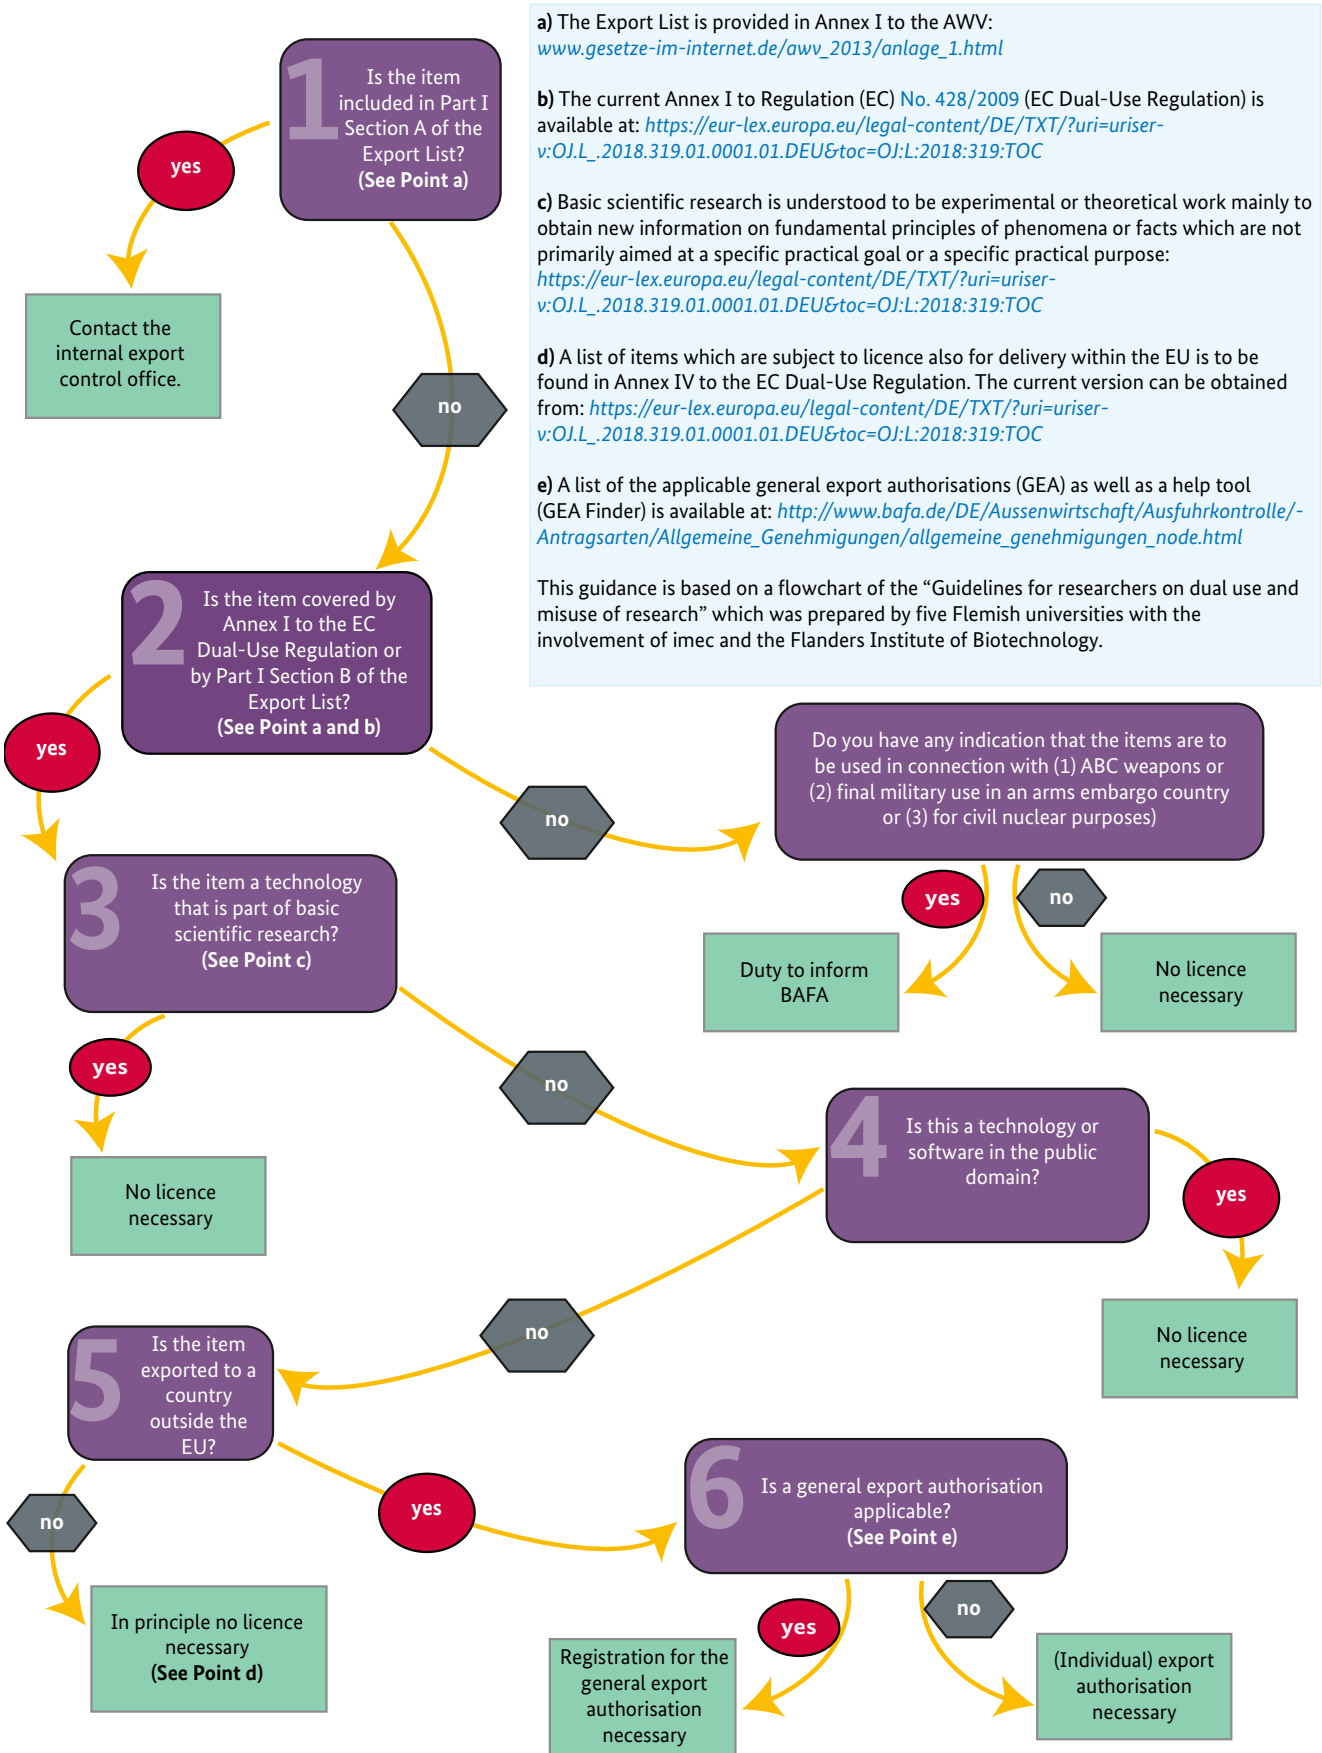 a) The Export List is provided in Annex I to the AWV:
www.gesetze-im-internet.de/awv_2013/anlage_1.html
b) The current Annex I to Regulation (EC) No. 428/2009 (EC Dual-Use Regulation) is
available at: https://eur-lex.europa.eu/legal-content/DE/TXT/?uri=uriser-
v:OJ.L_.2018.319.01.0001.01.DEU&toc=OJ:L:2018:319:TOC
c) Basic scientific research is understood to be experimental or theoretical work mainly to
obtain new information on fundamental principles of phenomena or facts which are not
primarily aimed at a specific practical goal or a specific practical purpose:
https://eur-lex.europa.eu/legal-content/DE/TXT/?uri=uriser-
v:OJ.L_.2018.319.01.0001.01.DEU&toc=OJ:L:2018:319:TOC
d) A list of items which are subject to licence also for delivery within the EU is to be
found in Annex IV to the EC Dual-Use Regulation. The current version can be obtained
from: https://eur-lex.europa.eu/legal-content/DE/TXT/?uri=uriser-
v:OJ.L_.2018.319.01.0001.01.DEU&toc=OJ:L:2018:319:TOC
e) A list of the applicable general export authorisations (GEA) as well as a help tool
(GEA Finder) is available at: http://www.bafa.de/DE/Aussenwirtschaft/Ausfuhrkontrolle/-
Antragsarten/Allgemeine_Genehmigungen/allgemeine_genehmigungen_node.html
This guidance is based on a flowchart of the “Guidelines for researchers on dual use and
misuse of research” which was prepared by five Flemish universities with the
involvement of imec and the Flanders Institute of Biotechnology.
1
Is the item
included in Part I
Section A of the
Export List?
(See Point a)
yes
Contact the
internal export
control office.
no
2
Is the item covered by
Annex I to the EC
Dual-Use Regulation or
by Part I Section B of the
Export List?
(See Point a and b)
yes
no
Do you have any indication that the items are to
be used in connection with (1) ABC weapons or
(2) final military use in an arms embargo country
or (3) for civil nuclear purposes)
yes
no
Duty to inform
BAFA
No licence
necessary
3
Is the item a technology
that is part of basic
scientific research?
(See Point c)
yes
No licence
necessary
no
4
Is this a technology or
software in the public
domain?
yes
No licence
necessary
no
5
Is the item
exported to a
country
outside the
EU?
no
In principle no licence
necessary
(See Point d)
yes
6
Is a general export authorisation
applicable?
(See Point e)
yes
Registration for the
general export
authorisation
necessary
no
(Individual) export
authorisation
necessary